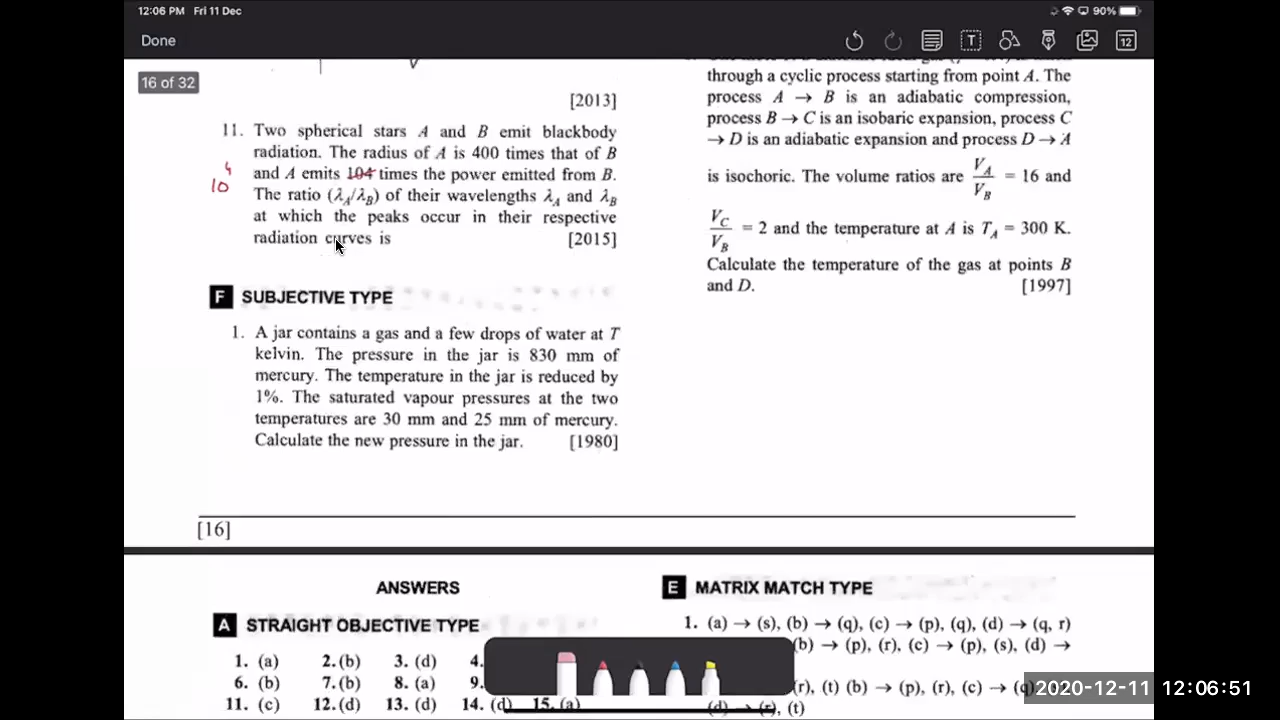 12:06 PM Fri 11 Dec
90%
Done
12
16 of 32
[2013]
11. Two spherical stars A and B emit blackbody
radiation. The radius of A is 400 times that of B
and A emits 104 times the power emitted from B.
10⁴
The ratio (λA/λB) of their wavelengths λA and λB
at which the peaks occur in their respective
radiation curves is [2015]
F SUBJECTIVE TYPE
1. A jar contains a gas and a few drops of water at T
kelvin. The pressure in the jar is 830 mm of
mercury. The temperature in the jar is reduced by
1%. The saturated vapour pressures at the two
temperatures are 30 mm and 25 mm of mercury.
Calculate the new pressure in the jar. [1980]
through a cyclic process starting from point A. The
process A → B is an adiabatic compression,
process B → C is an isobaric expansion, process C
→ D is an adiabatic expansion and process D → A
is isochoric. The volume ratios are VA/VB = 16 and
VC/VB = 2 and the temperature at A is TA = 300 K.
Calculate the temperature of the gas at points B
and D. [1997]
[16]
ANSWERS
A STRAIGHT OBJECTIVE TYPE
1. (a) 2. (b) 3. (d) 4.
6. (b) 7. (b) 8. (a) 9.
11. (c) 12. (d) 13. (d) 14. (d) 15. (a)
E MATRIX MATCH TYPE
1. (a) → (s), (b) → (q), (c) → (p), (q), (d) → (q, r)
(b) → (p), (r), (c) → (p), (s), (d) →
(r), (t) (b) → (p), (r), (c) → (q)
(d) → (r), (t)
2020-12-11 12:06:51